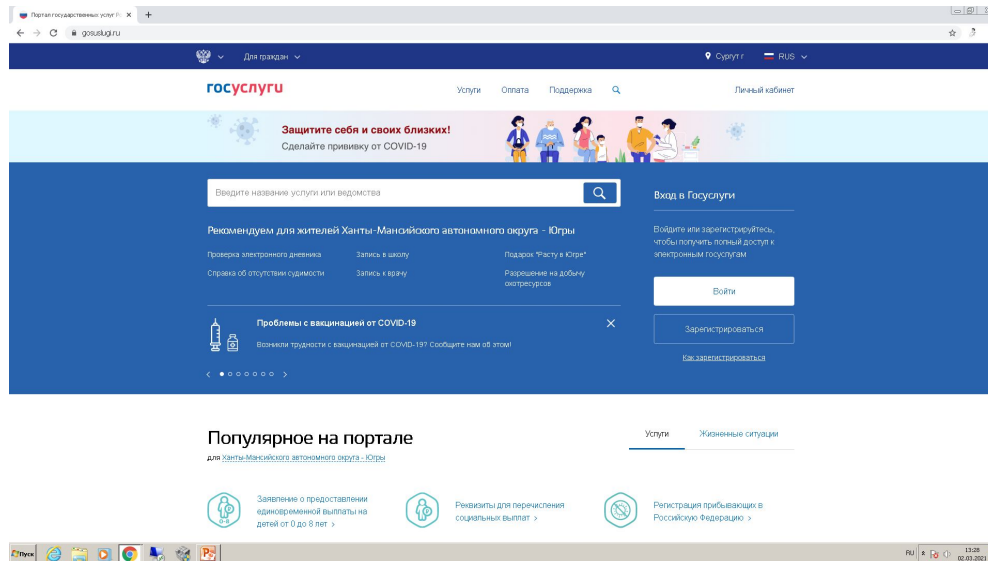 Портал государственных услуг Р
gosuslugi.ru
Для граждан
Сургут г
RUS
госуслуги
Услуги
Оплата
Поддержка
Личный кабинет
Защитите себя и своих близких!
Сделайте прививку от COVID-19
Введите название услуги или ведомства
Рекомендуем для жителей Ханты-Мансийского автономного округа - Югры
Проверка электронного дневника
Запись в школу
Подарок "Расту в Югре"
Справка об отсутствии судимости
Запись к врачу
Разрешение на добычу
охотресурсов
Проблемы с вакцинацией от COVID-19
Возникли трудности с вакцинацией от COVID-19? Сообщите нам об этом!
Вход в Госуслуги
Войдите или зарегистрируйтесь,
чтобы получить полный доступ к
электронным госуслугам
Войти
Зарегистрироваться
Как зарегистрироваться
Популярное на портале
для Ханты-Мансийского автономного округа - Югры
Услуги
Жизненные ситуации
Заявление о предоставлении
единовременной выплаты на
детей от 0 до 8 лет >
Реквизиты для перечисления
социальных выплат >
Регистрация прибывающих в
Российскую Федерацию >
0-8
Пуск
RU
13:28
02.03.2021